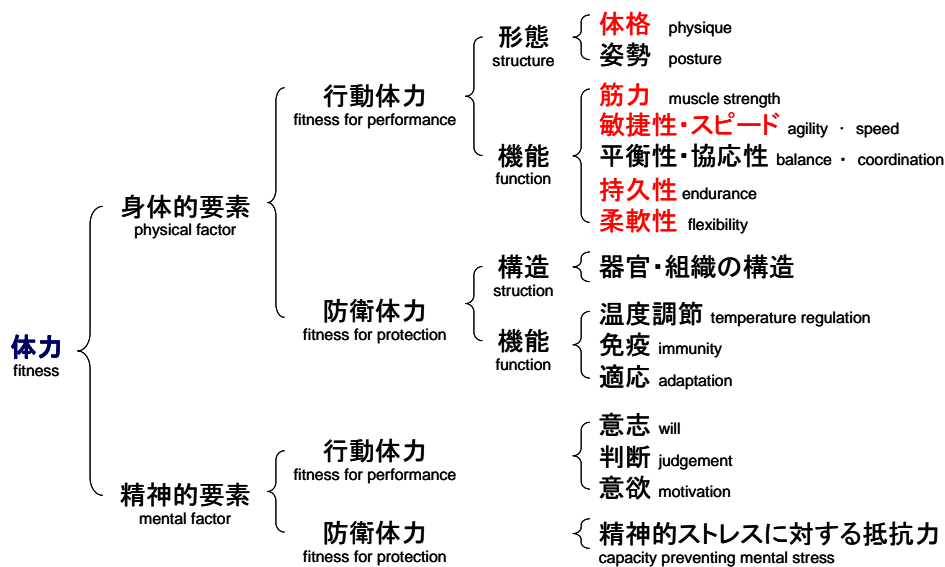 体力
fitness
身体的要素
physical factor
行動体力
fitness for performance
形態
structure
体格 physique
姿勢 posture
機能
function
筋力 muscle strength
敏捷性・スピード agility ・ speed
平衡性・協応性 balance ・ coordination
持久性 endurance
柔軟性 flexibility
防衛体力
fitness for protection
構造
struction
器官・組織の構造
機能
function
温度調節 temperature regulation
免疫 immunity
適応 adaptation
精神的要素
mental factor
行動体力
fitness for performance
意志 will
判断 judgement
意欲 motivation
防衛体力
fitness for protection
精神的ストレスに対する抵抗力
capacity preventing mental stress